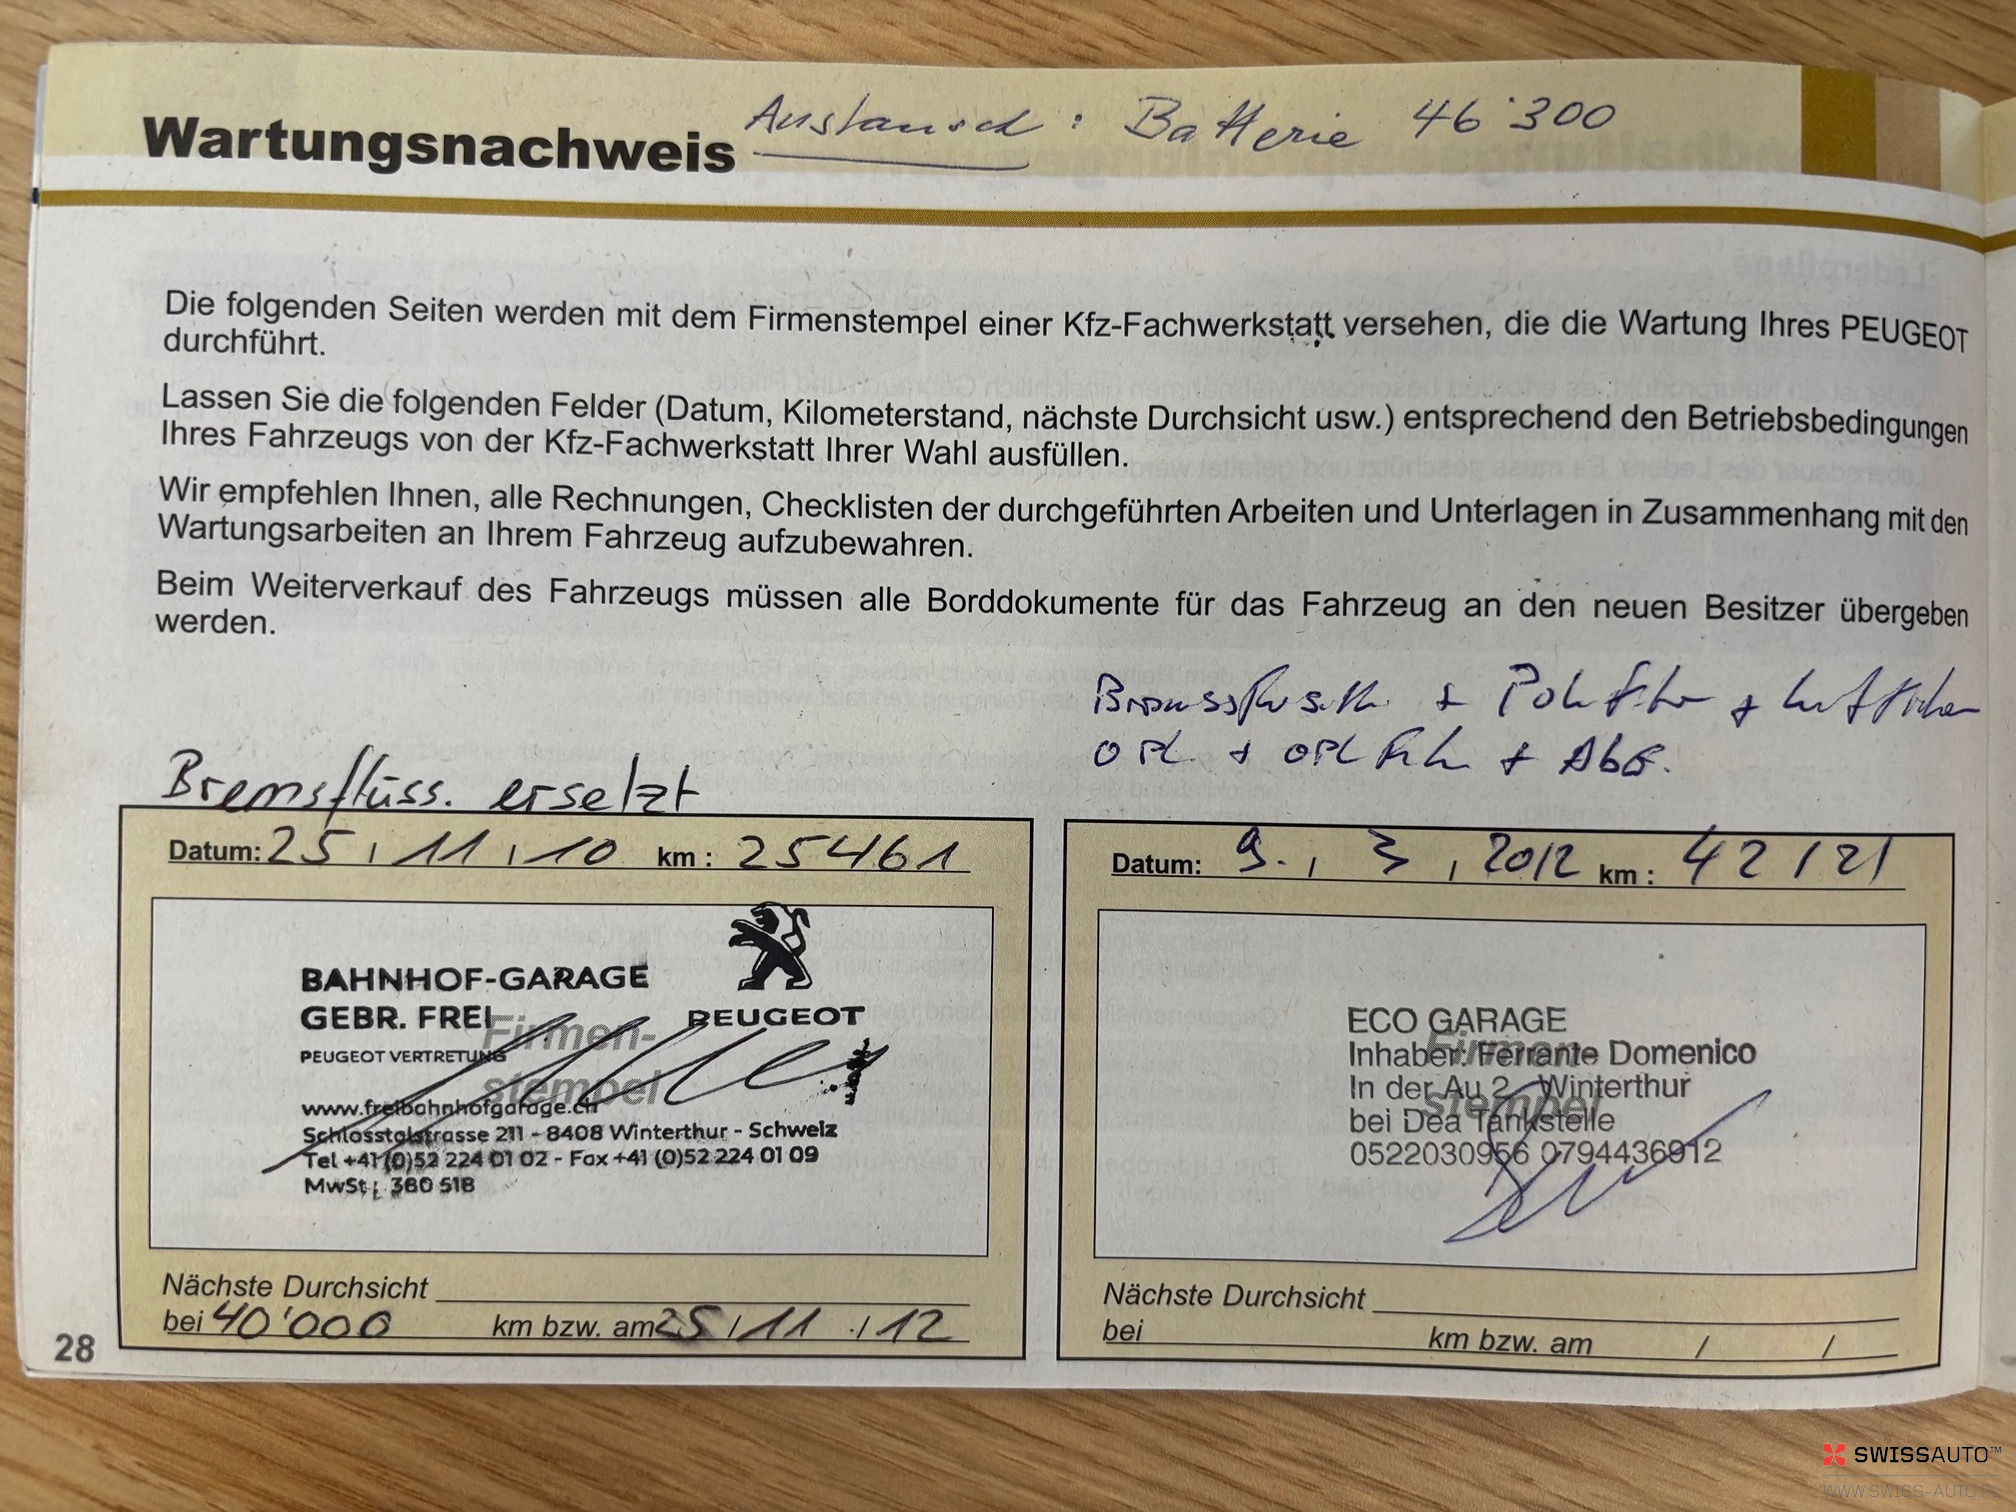 Wartungsnachweis Austausch : Batterie 46'300
Die folgenden Seiten werden mit dem Firmenstempel einer Kfz-Fachwerkstatt versehen, die die Wartung Ihres PEUGEOT
durchführt.
Lassen Sie die folgenden Felder (Datum, Kilometerstand, nächste Durchsicht usw.) entsprechend den Betriebsbedingungen
Ihres Fahrzeugs von der Kfz-Fachwerkstatt Ihrer Wahl ausfüllen.
Wir empfehlen Ihnen, alle Rechnungen, Checklisten der durchgeführten Arbeiten und Unterlagen in Zusammenhang mit den
Wartungsarbeiten an Ihrem Fahrzeug aufzubewahren.
Beim Weiterverkauf des Fahrzeugs müssen alle Borddokumente für das Fahrzeug an den neuen Besitzer übergeben
werden.
Bremsflüss. ersetzt
Datum: 25 / 11 / 10 km : 25461
BAHNHOF-GARAGE
GEBR. FREI
PEUGEOT
Firmen-
PEUGEOT VERTRETUNG
stempel
www.freibahnhofgarage.ch
Schlosstalstrasse 211 - 8408 Winterthur - Schweiz
Tel +41 (0)52 224 01 02 - Fax +41 (0)52 224 01 09
MwSt : 380 518
Nächste Durchsicht
bei 40'000 km bzw. am 25 / 11 / 12
+ +
+ +
Datum: 9. / 3 / 2012 km : 42121
ECO GARAGE
Firmen-
Inhaber: Ferrante Domenico
In der Au 2 Winterthur
stempel
bei Dea Tankstelle
0522030966 0794436912
Nächste Durchsicht
bei km bzw. am / /
28
SWISSAUTO™